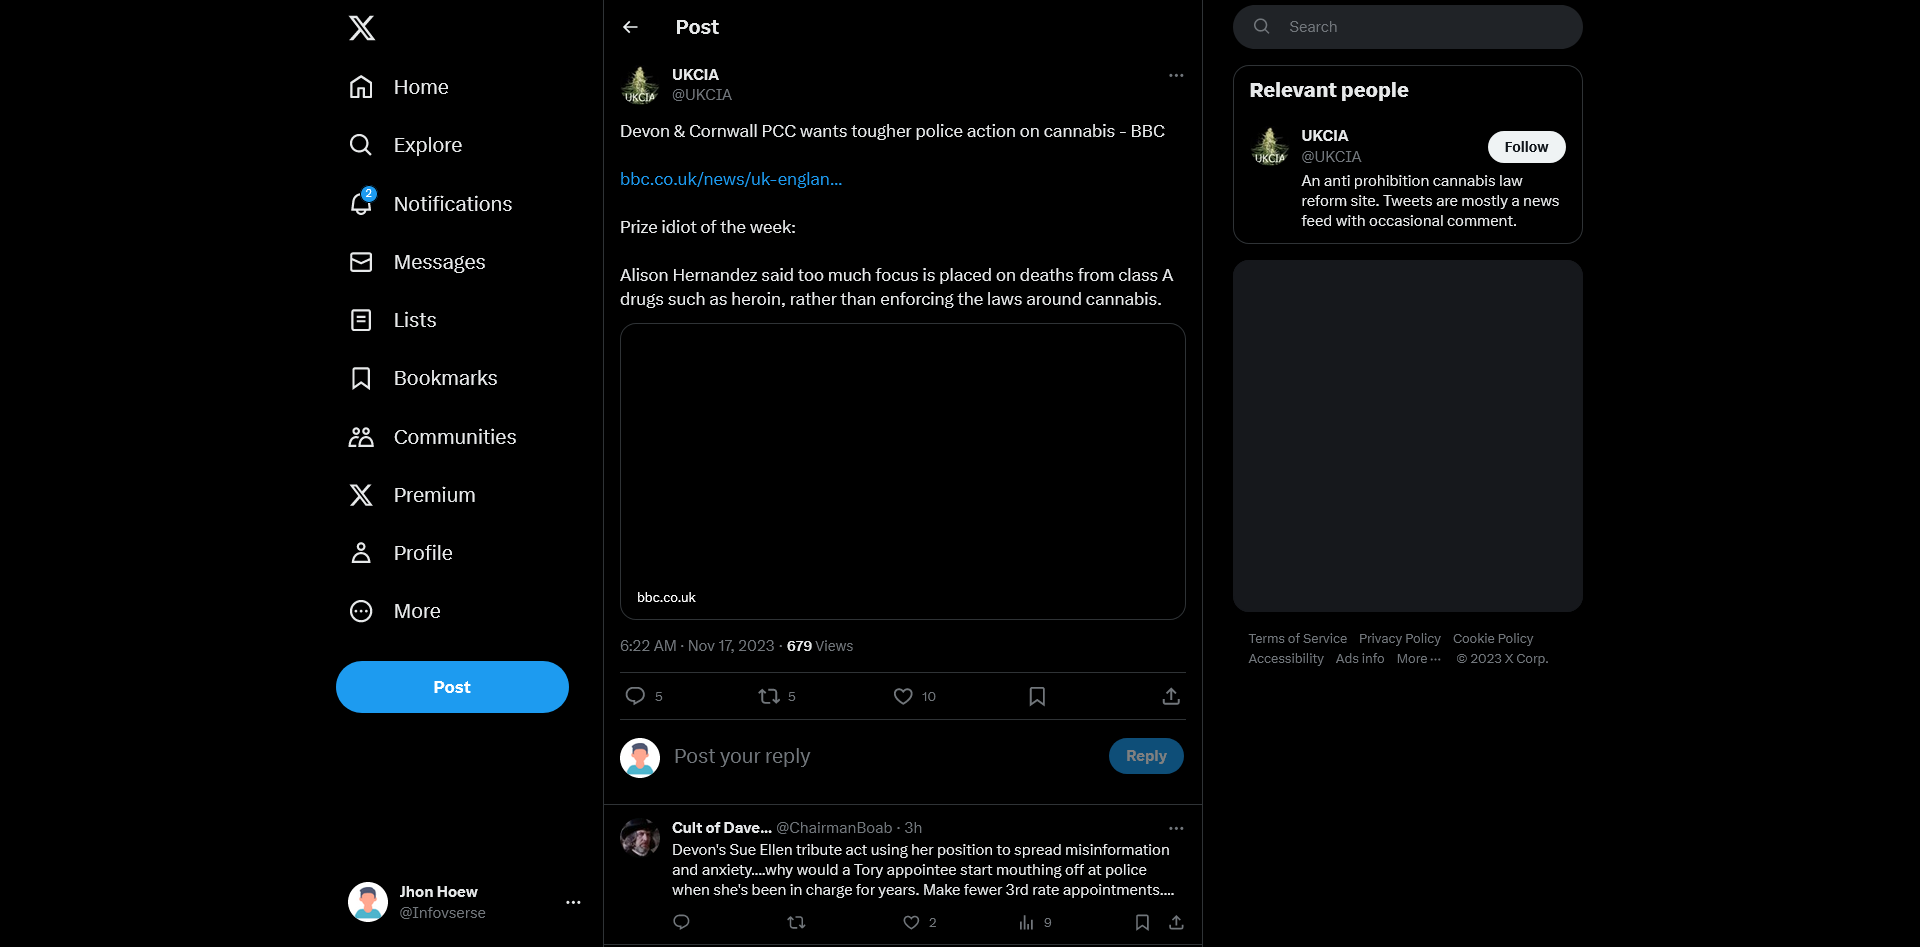 Home
Explore
2
Notifications
Messages
Lists
Bookmarks
Communities
Premium
Profile
More
Post
Jhon Hoew
@Infovserse
Post
UKCIA
UKCIA
@UKCIA
Devon & Cornwall PCC wants tougher police action on cannabis - BBC
bbc.co.uk/news/uk-englan...
Prize idiot of the week:
Alison Hernandez said too much focus is placed on deaths from class A
drugs such as heroin, rather than enforcing the laws around cannabis.
bbc.co.uk
6:22 AM · Nov 17, 2023 · 679 Views
5 5 10
Post your reply
Reply
Cult of Dave... @ChairmanBoab · 3h
Devon's Sue Ellen tribute act using her position to spread misinformation
and anxiety....why would a Tory appointee start mouthing off at police
when she's been in charge for years. Make fewer 3rd rate appointments....
2 9
Search
Relevant people
UKCIA
UKCIA
@UKCIA
Follow
An anti prohibition cannabis law
reform site. Tweets are mostly a news
feed with occasional comment.
Terms of Service Privacy Policy Cookie Policy
Accessibility Ads info More ··· © 2023 X Corp.